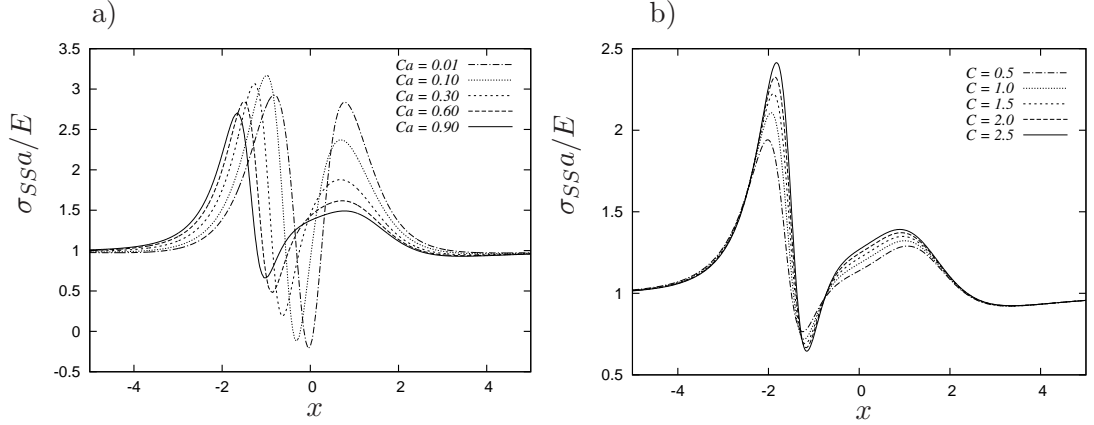 a)
3.5
3
2.5
2
1.5
1
0.5
0
-0.5
-4
-2
0
2
4
x
σSSa/E
Ca = 0.01
Ca = 0.10
Ca = 0.30
Ca = 0.60
Ca = 0.90
b)
2.5
2
1.5
1
0.5
-4
-2
0
2
4
x
σSSa/E
C = 0.5
C = 1.0
C = 1.5
C = 2.0
C = 2.5